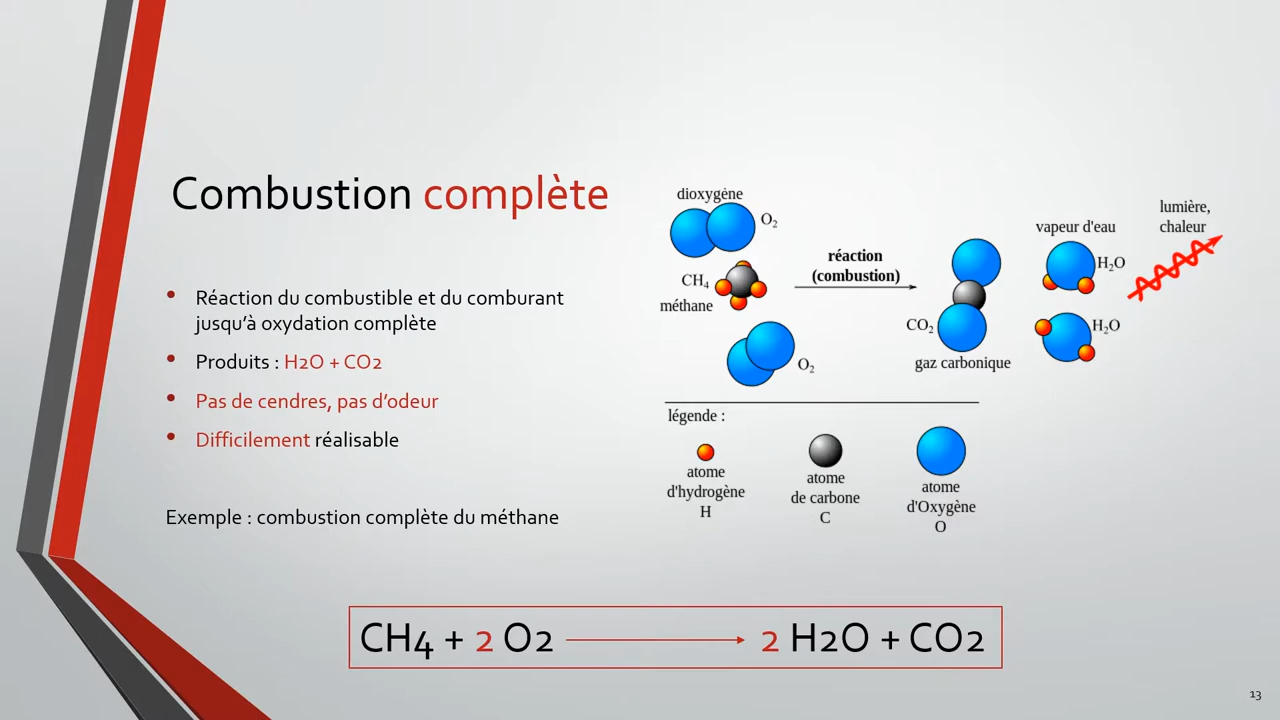 Combustion complète
Réaction du combustible et du comburant
jusqu'à oxydation complète
Produits : H2O + CO2
Pas de cendres, pas d'odeur
Difficilement réalisable
Exemple : combustion complète du méthane
dioxygène
O₂
CH₄
méthane
O₂
réaction
(combustion)
CO₂
gaz carbonique
vapeur d'eau
H₂O
H₂O
lumière,
chaleur
légende :
atome
d'hydrogène
H
atome
de carbone
C
atome
d'Oxygène
O
CH4 + 2 O2 2 H2O + CO2
13